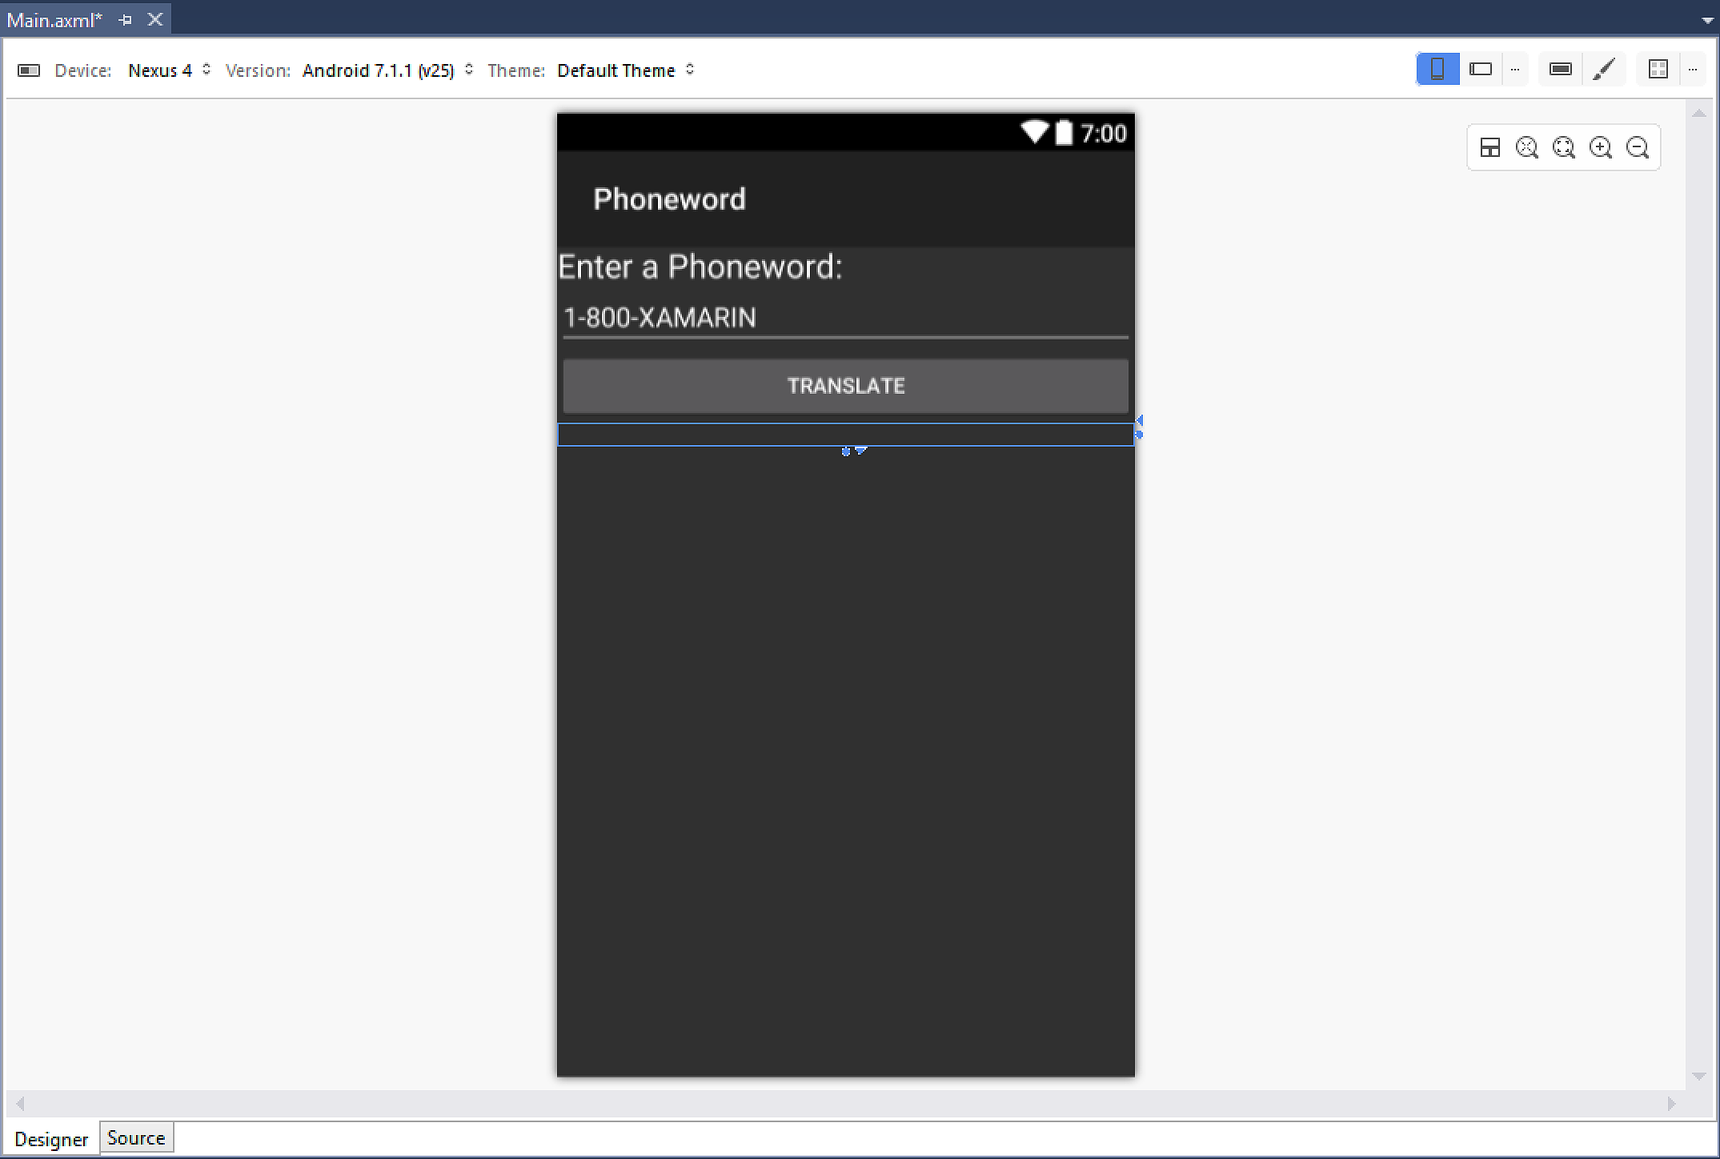 Main.axml*
Device: Nexus 4 Version: Android 7.1.1 (v25) Theme: Default Theme
7:00
Phoneword
Enter a Phoneword:
1-800-XAMARIN
TRANSLATE
Designer Source